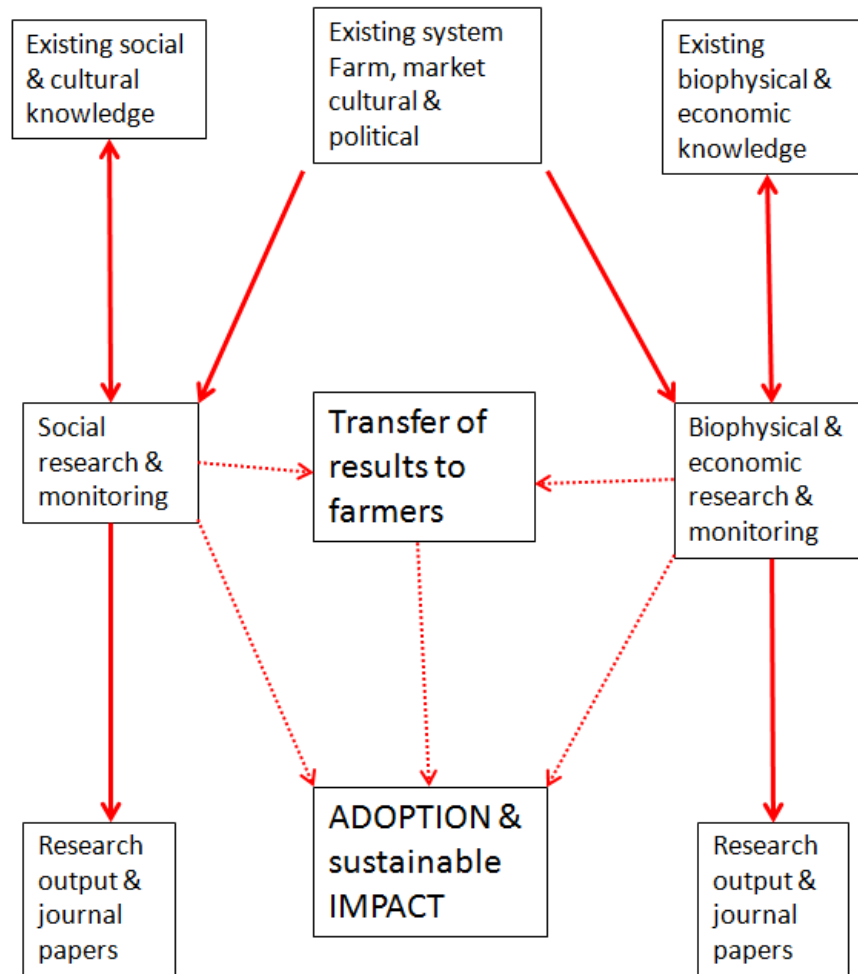 Existing social
& cultural
knowledge
Existing system
Farm, market
cultural &
political
Existing
biophysical &
economic
knowledge
Social
research &
monitoring
Transfer of
results to
farmers
Biophysical &
economic
research &
monitoring
Research
output &
journal
papers
ADOPTION &
sustainable
IMPACT
Research
output &
journal
papers